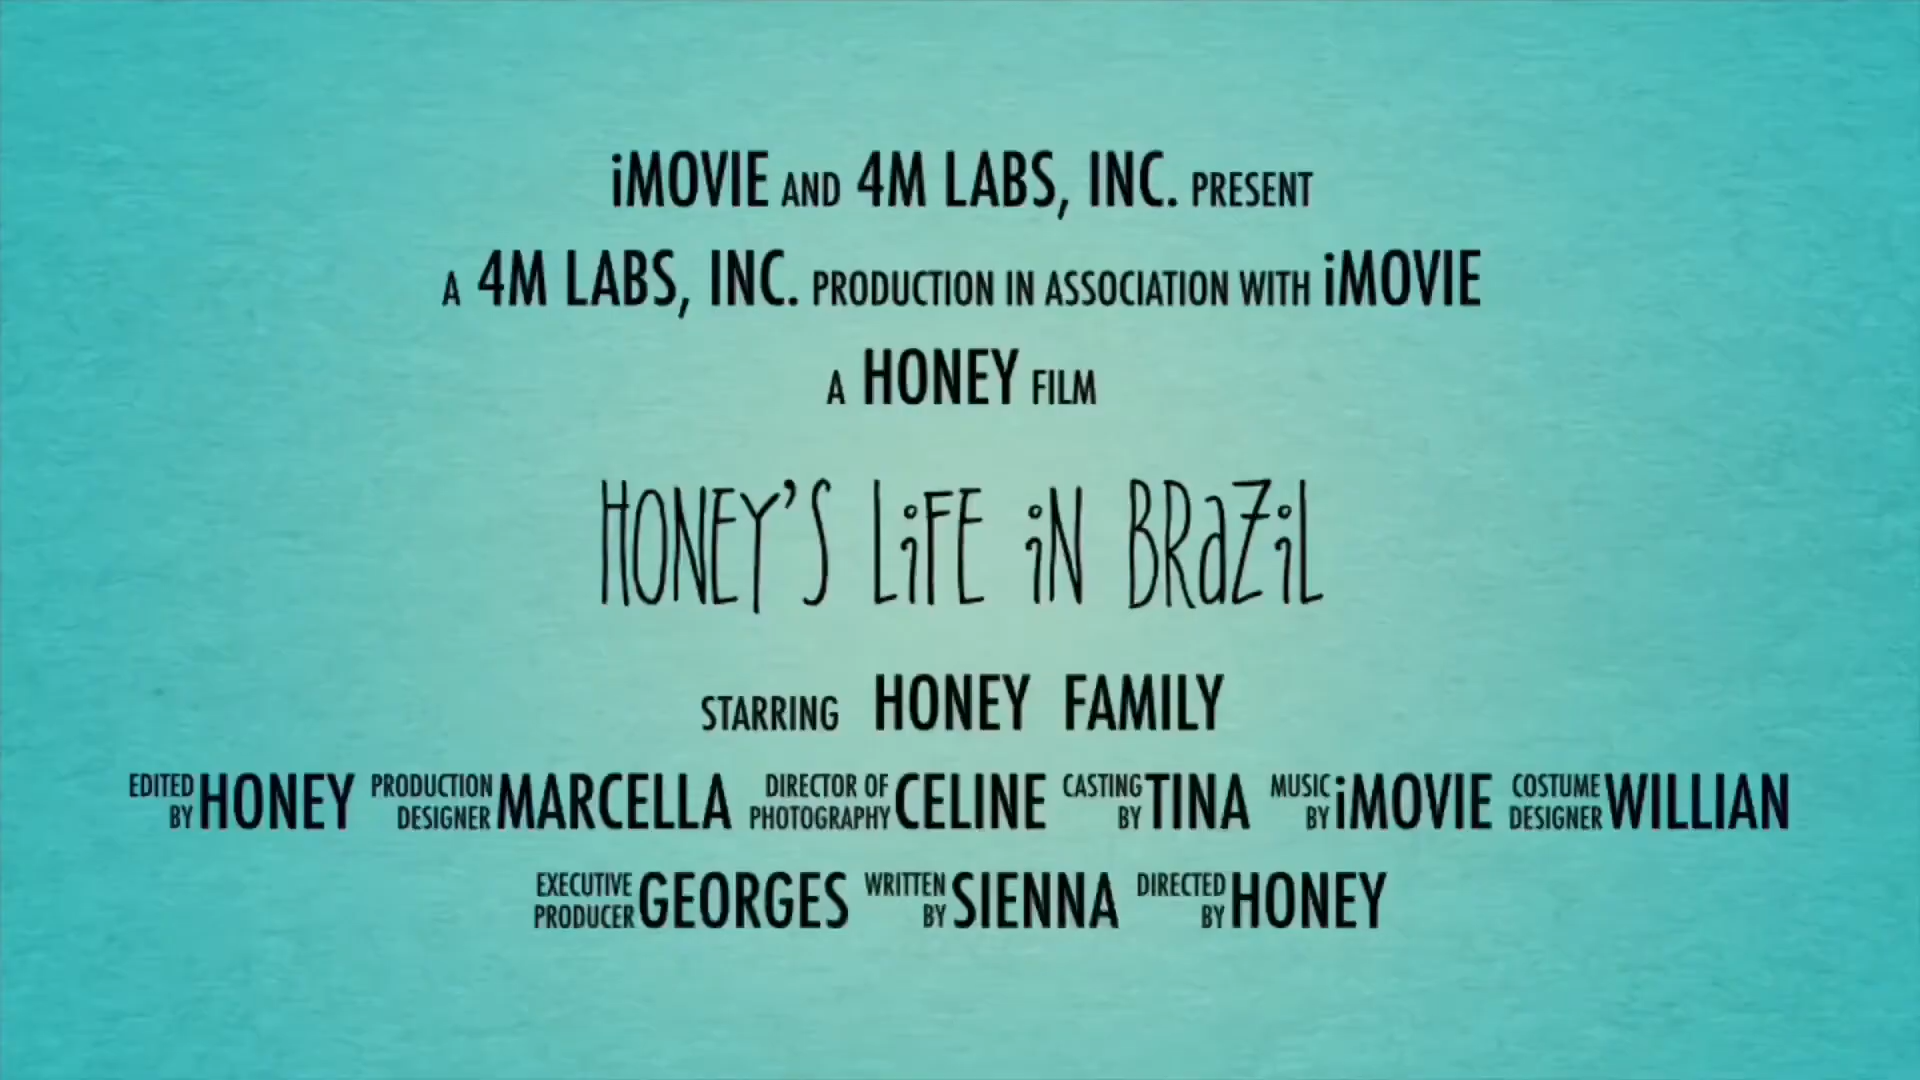 iMOVIE AND 4M LABS, INC. PRESENT
A 4M LABS, INC. PRODUCTION IN ASSOCIATION WITH iMOVIE
A HONEY FILM
HONEY'S LiFE iN BRaZiL
STARRING HONEY FAMILY
EDITED BY HONEY PRODUCTION DESIGNER MARCELLA DIRECTOR OF PHOTOGRAPHY CELINE CASTING BY TINA MUSIC BY iMOVIE COSTUME DESIGNER WILLIAN
EXECUTIVE PRODUCER GEORGES WRITTEN BY SIENNA DIRECTED BY HONEY